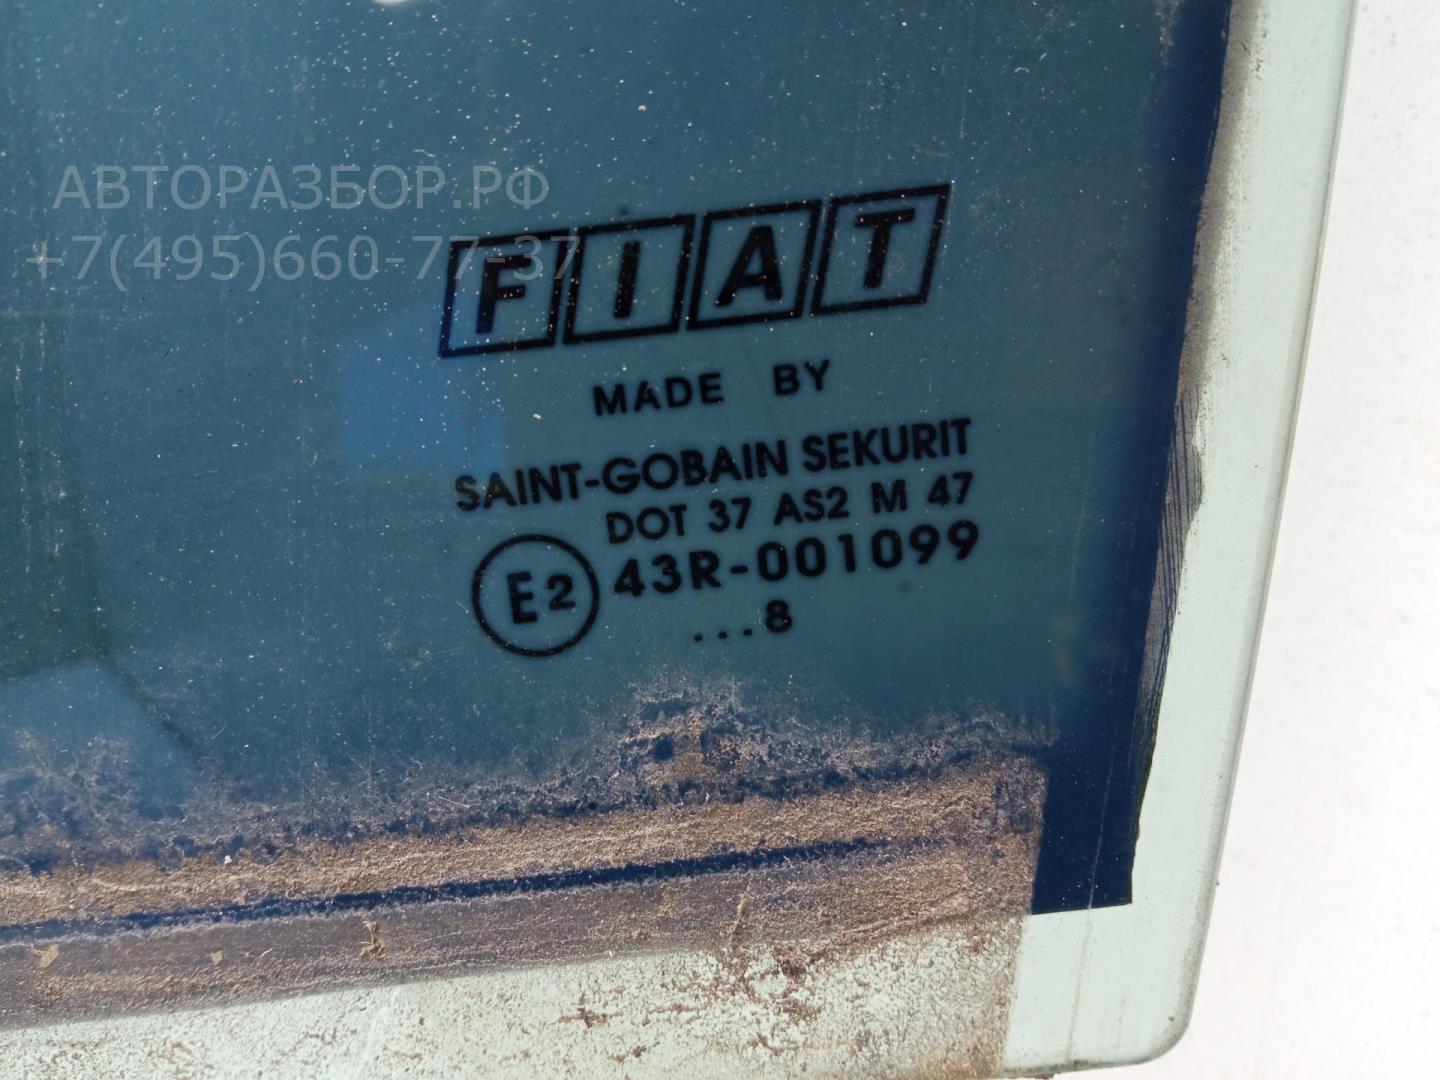 АВТОРАЗБОР.РФ
+7(495)660-77-37
FIAT
MADE BY
SAINT-GOBAIN SEKURIT
DOT 37 AS2 M 47
E2 43R-001099
...8